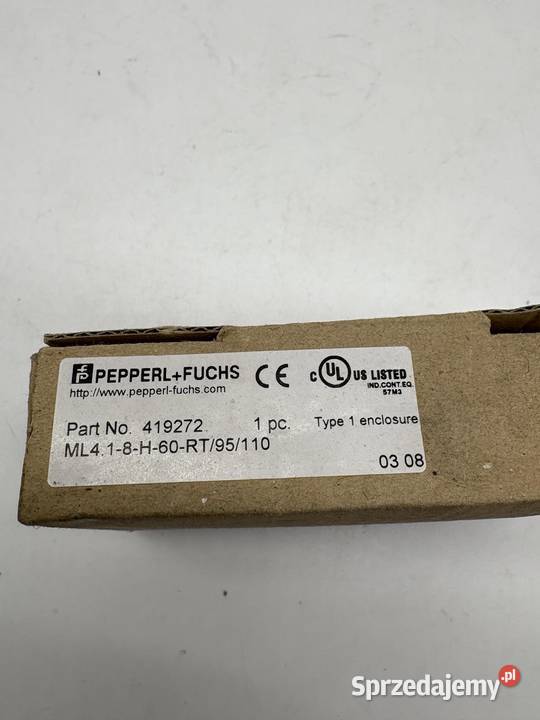 PEPPERL+FUCHS
http://www.pepperl-fuchs.com
CE
c UL US LISTED
IND.CONT.EQ.
57M3
Part No. 419272 1 pc. Type 1 enclosure
ML4.1-8-H-60-RT/95/110
03 08
Sprzedajemy.pl